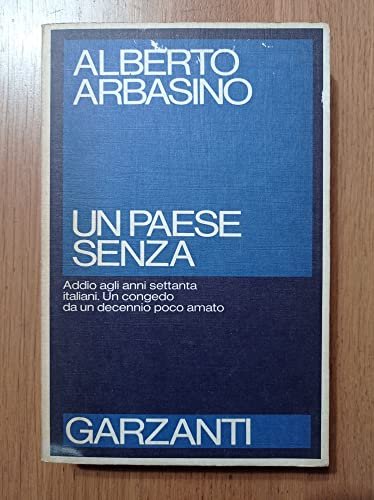 ALBERTO
ARBASINO
UN PAESE
SENZA
Addio agli anni settanta
italiani. Un congedo
da un decennio poco amato
GARZANTI